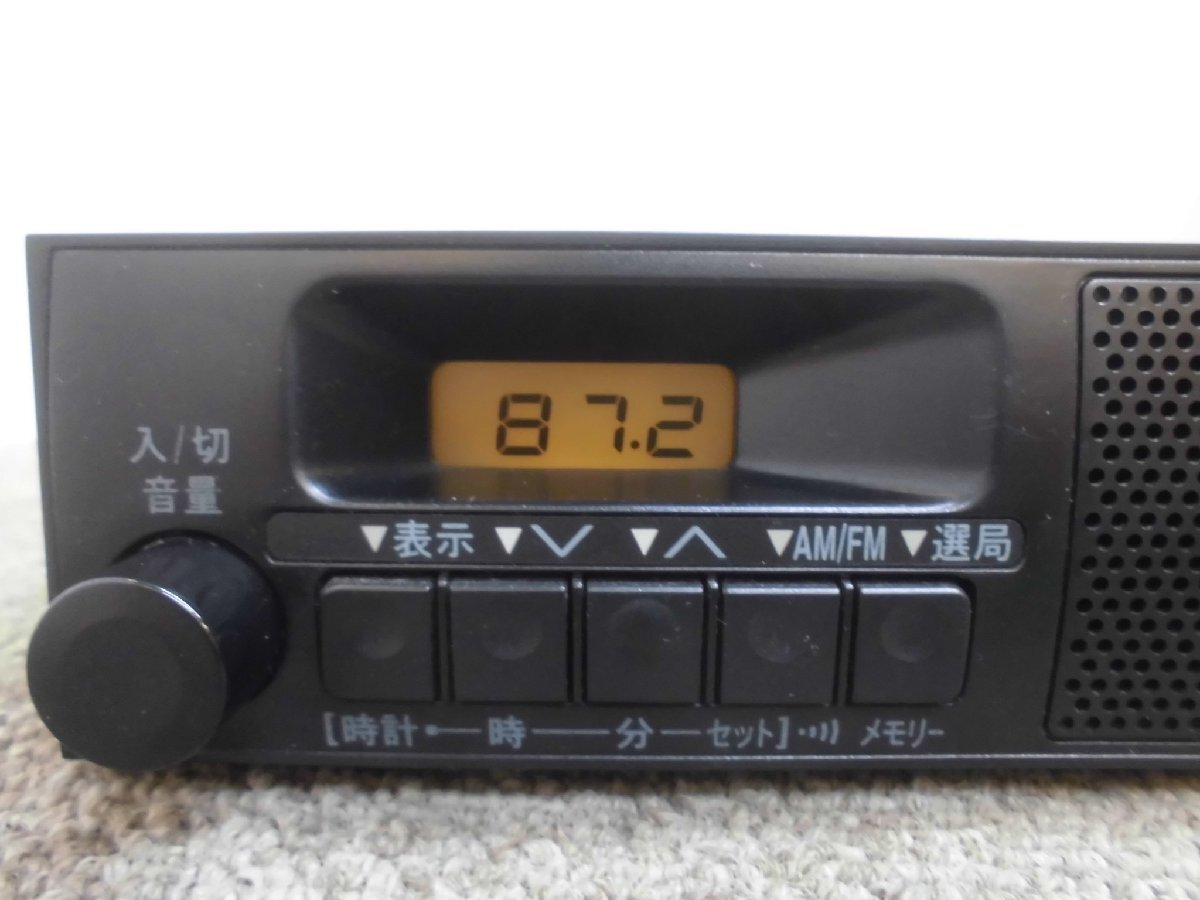 87.2
入/切
音量
▼表示 ▼﹀ ▼︿ ▼AM/FM ▼選局
[時計 •— 時 — 分 — セット]･ıı)) メモリー